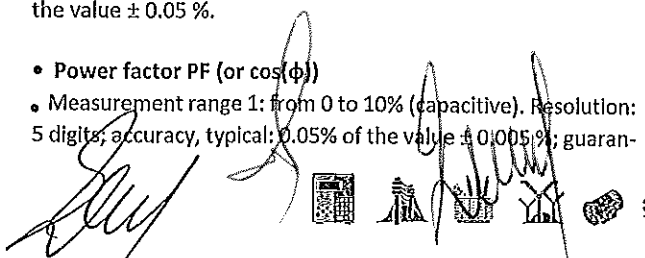 the value ± 0.05 %.
• Power factor PF (or cos(ϕ))
• Measurement range 1: from 0 to 10% (capacitive). Resolution:
5 digits; accuracy, typical: 0.05% of the value ± 0.005 %; guaran-